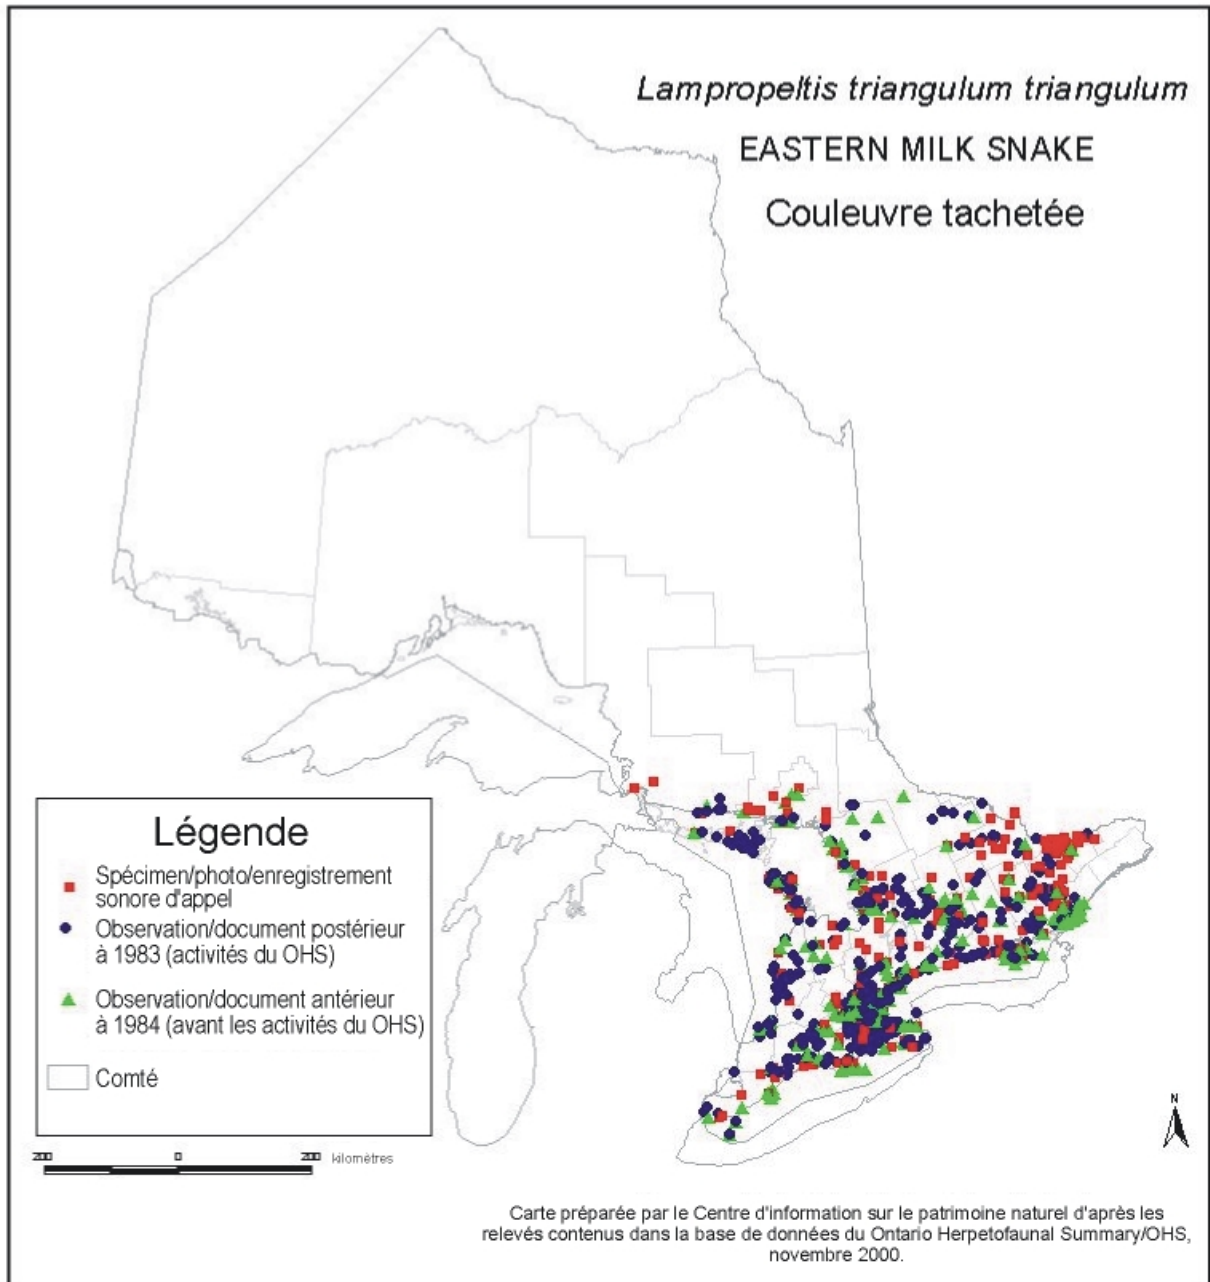 Lampropeltis triangulum triangulum
EASTERN MILK SNAKE
Couleuvre tachetée
Légende
Spécimen/photo/enregistrement
sonore d'appel
Observation/document postérieur
à 1983 (activités du OHS)
Observation/document antérieur
à 1984 (avant les activités du OHS)
Comté
200 0 200 kilomètres
N
Carte préparée par le Centre d'information sur le patrimoine naturel d'après les
relevés contenus dans la base de données du Ontario Herpetofaunal Summary/OHS,
novembre 2000.